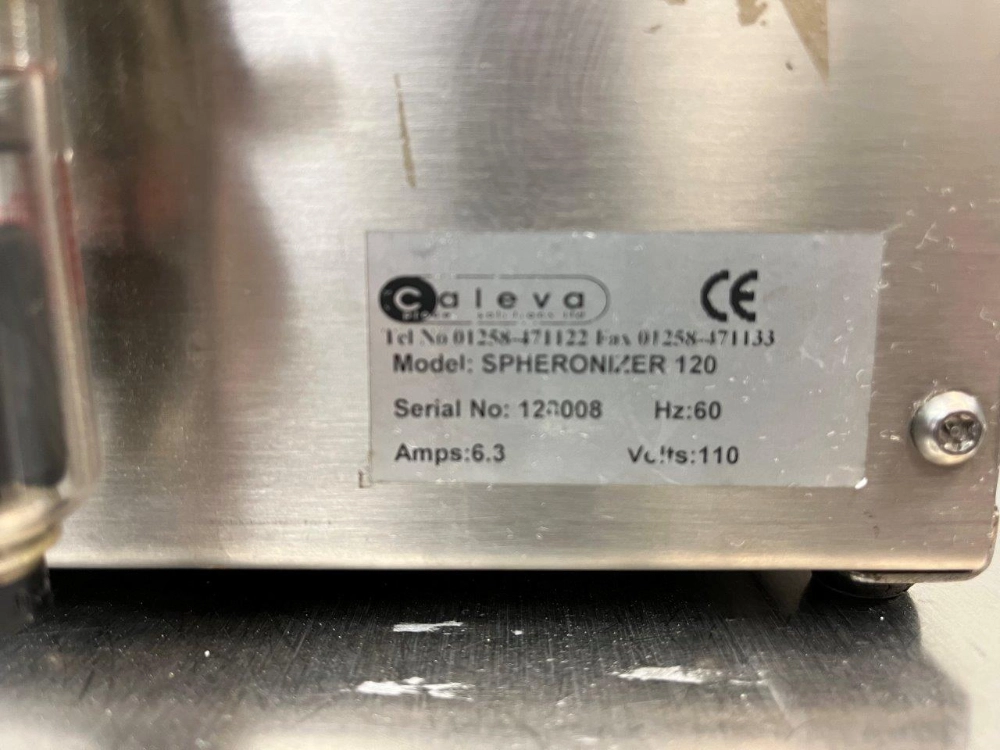 caleva
CE
Tel No 01258-471122 Fax 01258-471133
Model: SPHERONIZER 120
Serial No: Hz:60
Amps:6.3 Volts:110